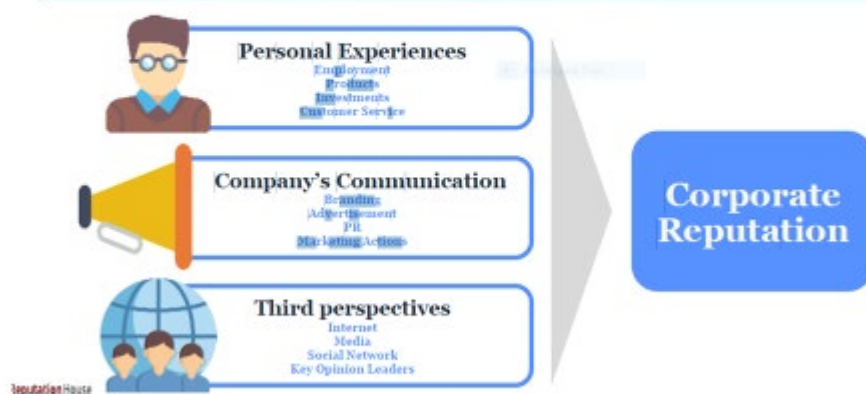 Personal Experiences
Employment
Products
Investments
Customer Service
Company's Communication
Branding
Advertisement
PR
Marketing Actions
Third perspectives
Internet
Media
Social Network
Key Opinion Leaders
Corporate
Reputation
Reputation House